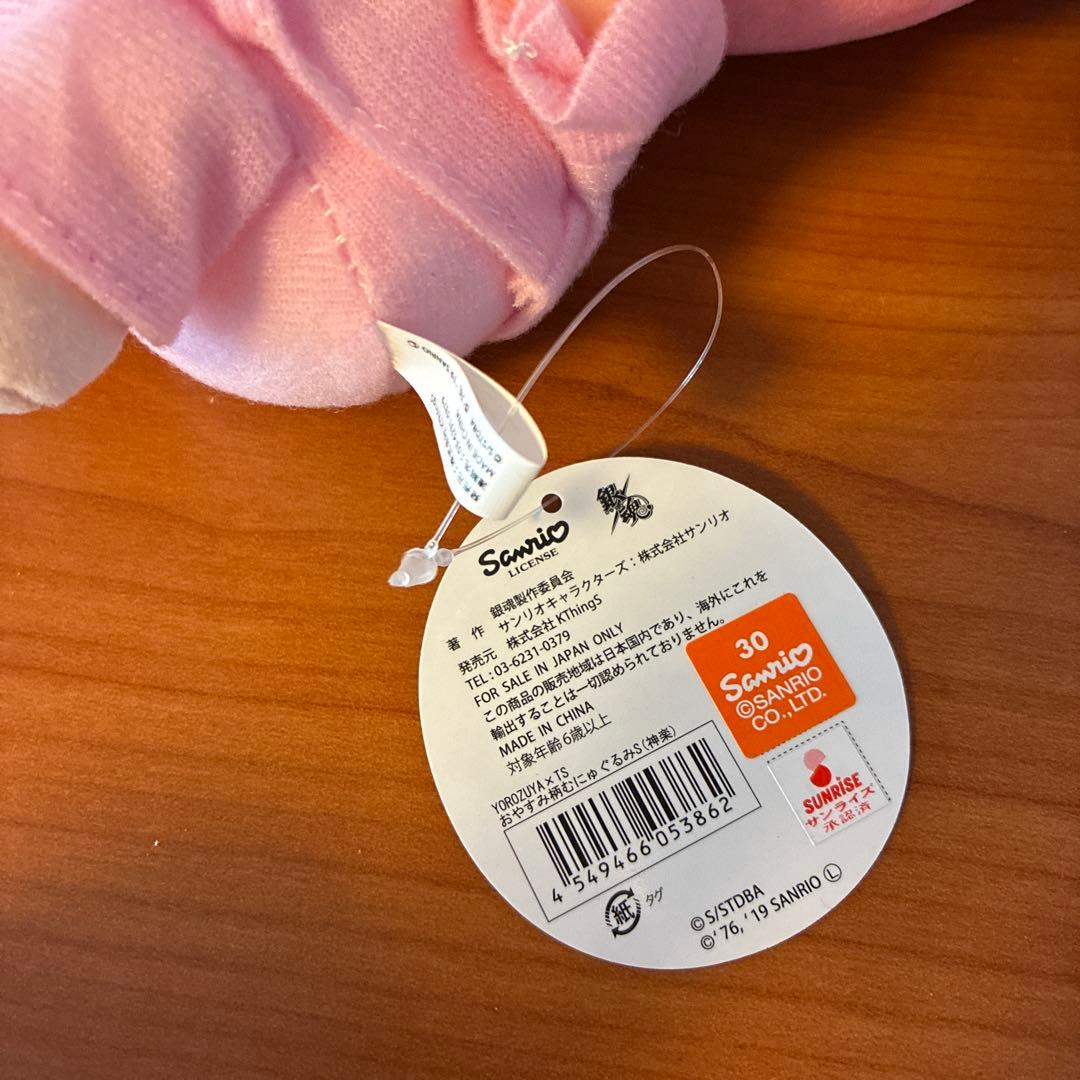 '19 SANRIO
© S/STDBA
MADE IN CHINA
Sanrio
LICENSE
銀魂
銀魂製作委員会
著 作 サンリオキャラクターズ：株式会社サンリオ
発売元 株式会社 KThingS
TEL : 03-6231-0379
FOR SALE IN JAPAN ONLY
この商品の販売地域は日本国内であり、海外にこれを
輸出することは一切認められておりません。
MADE IN CHINA
対象年齢6歳以上
30
Sanrio
©SANRIO
CO.,LTD.
YOROZUYA×TS
おやすみ柄むにゅぐるみS（神楽）
4 549466 053862
SUNRISE
サンライズ
承認済
紙 タグ
©S/STDBA
©'76,'19 SANRIO Ⓛ